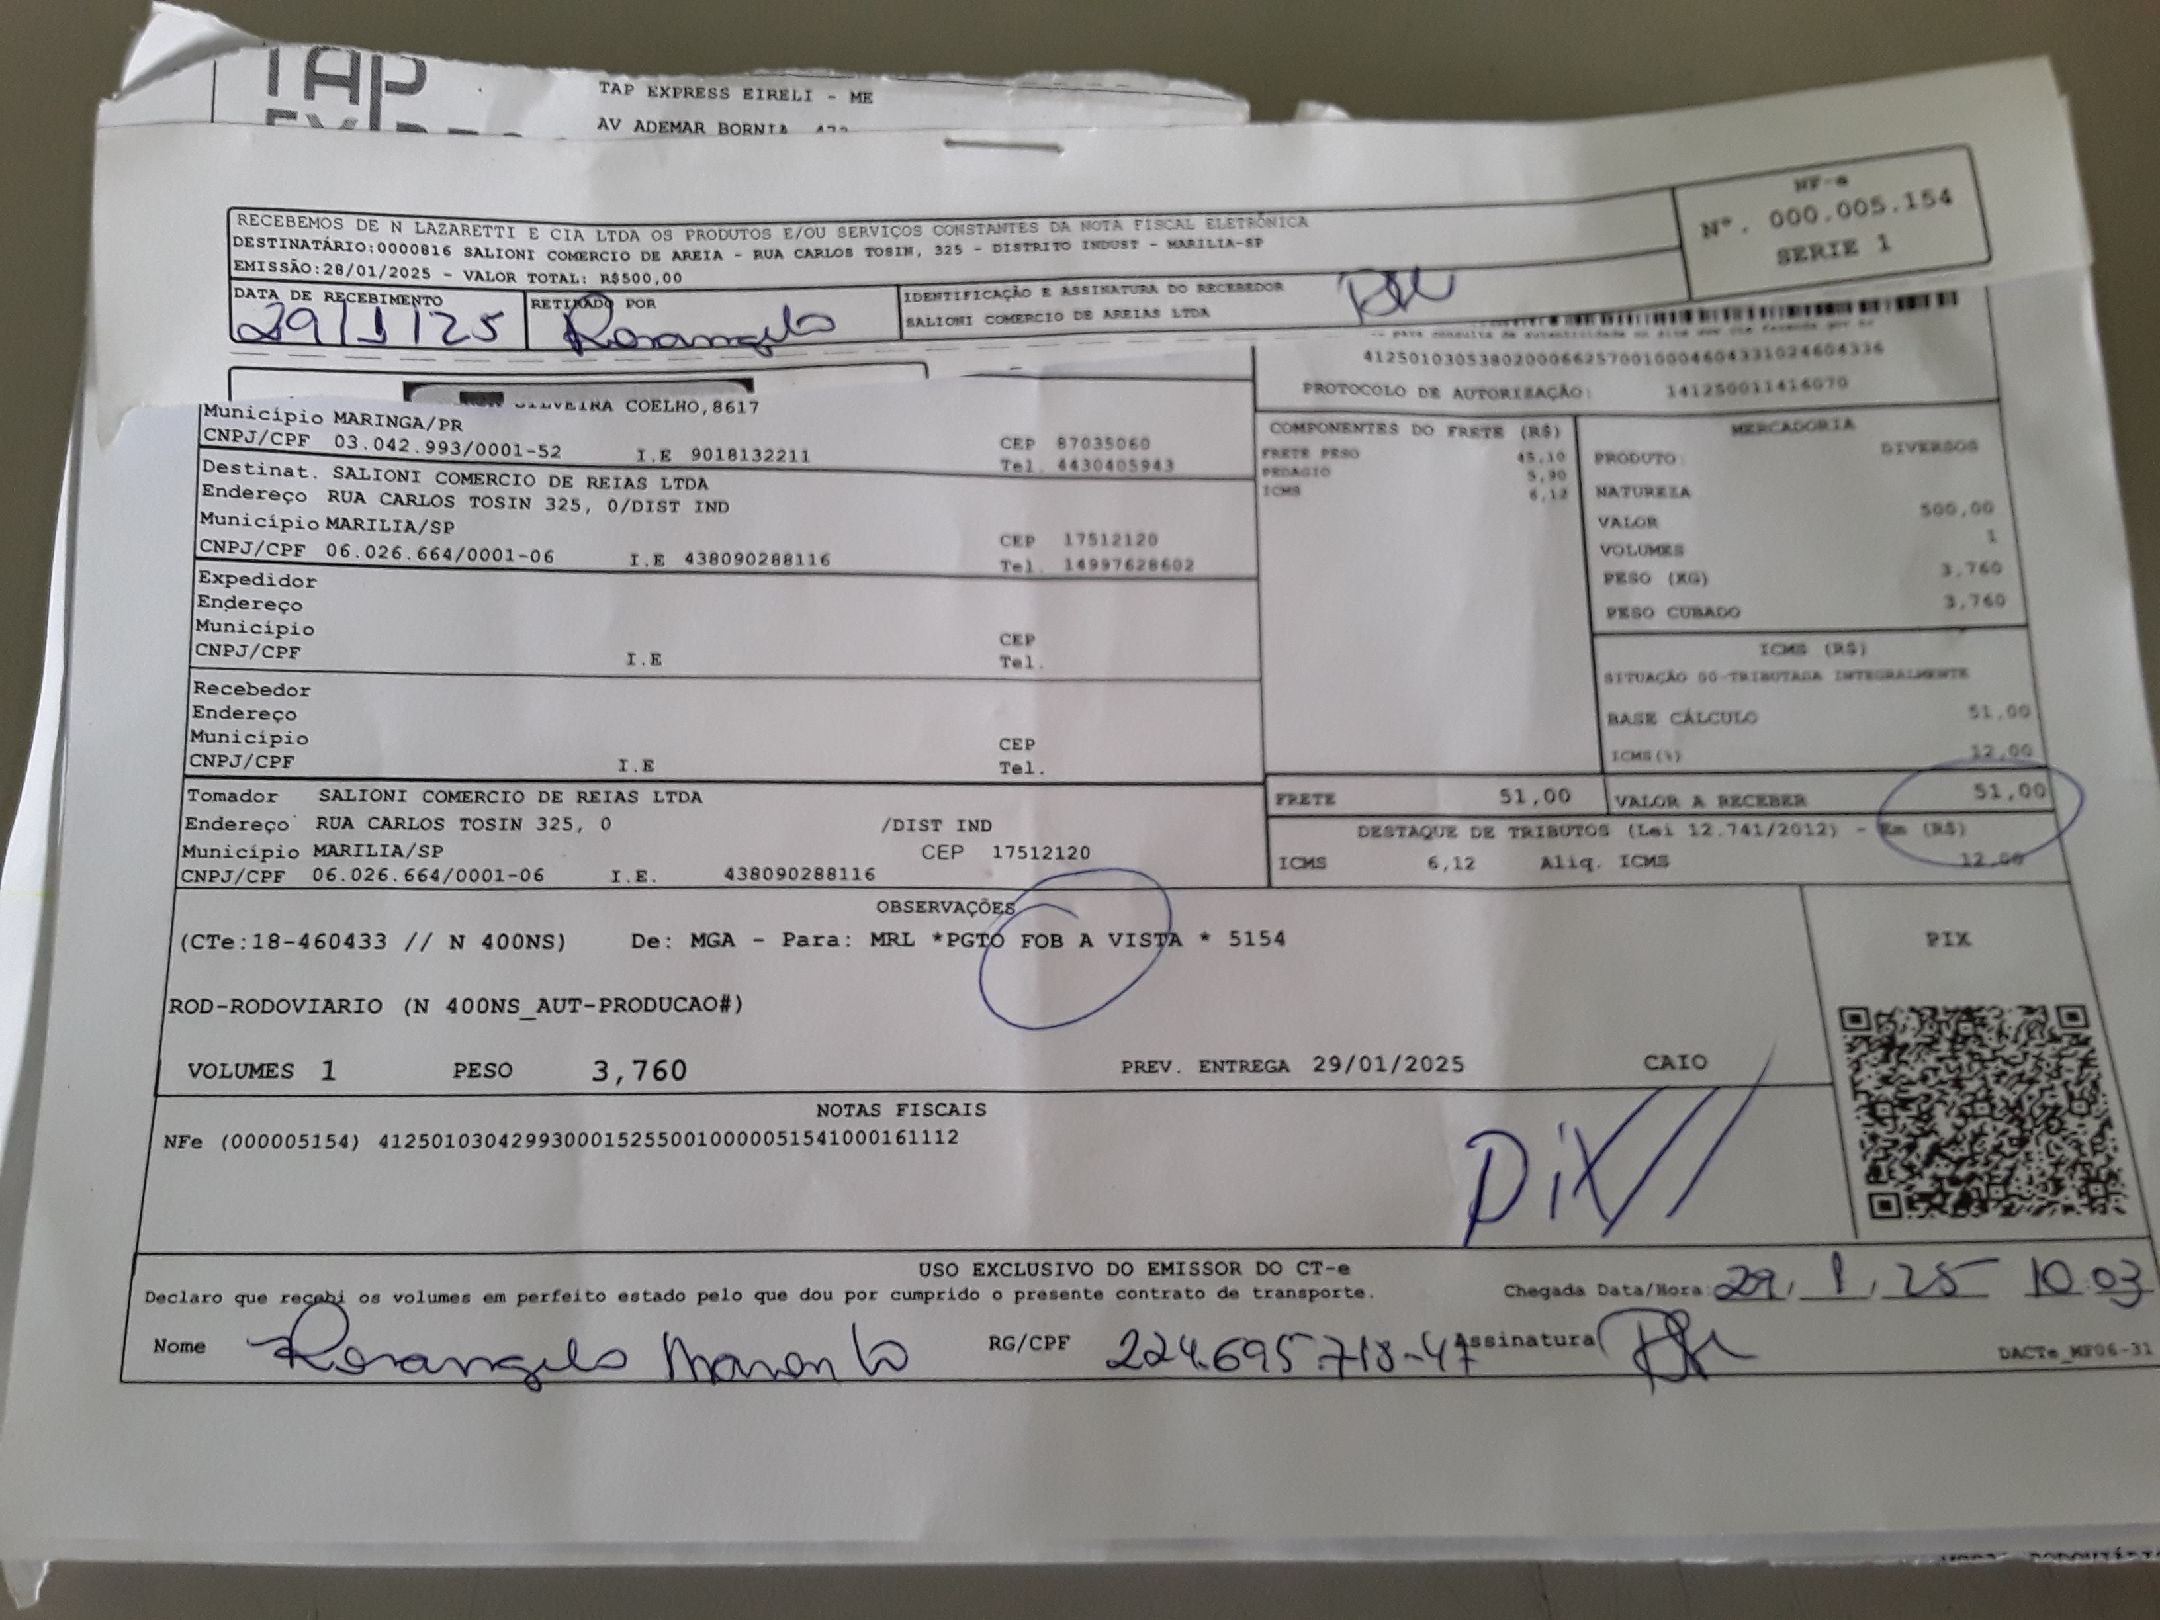 TAP
TAP EXPRESS EIRELI - ME
AV ADEMAR BORNIA
RECEBEMOS DE N LAZARETTI E CIA LTDA OS PRODUTOS E/OU SERVIÇOS CONSTANTES DA NOTA FISCAL ELETRÔNICA
DESTINATÁRIO:0000816 SALIONI COMERCIO DE AREIA - RUA CARLOS TOSIN, 325 - DISTRITO INDUST - MARILIA-SP
EMISSÃO:28/01/2025 - VALOR TOTAL: R$500,00
NF-e
Nº. 000.005.154
SERIE 1
DATA DE RECEBIMENTO
29/1/25
RETIRADO POR
Rosangela
IDENTIFICAÇÃO E ASSINATURA DO RECEBEDOR
SALIONI COMERCIO DE AREIAS LTDA
41250103053802000662570010004604331024604336
PROTOCOLO DE AUTORIZAÇÃO: 141250011416070
SILVEIRA COELHO,8617
Município MARINGA/PR
CEP 87035060
CNPJ/CPF 03.042.993/0001-52 I.E 9018132211
Tel. 4430405943
Destinat. SALIONI COMERCIO DE REIAS LTDA
Endereço RUA CARLOS TOSIN 325, 0/DIST IND
Município MARILIA/SP
CEP 17512120
CNPJ/CPF 06.026.664/0001-06 I.E 438090288116
Tel. 14997628602
Expedidor
Endereço
Município
CEP
CNPJ/CPF I.E
Tel.
Recebedor
Endereço
Município
CEP
CNPJ/CPF I.E
Tel.
Tomador SALIONI COMERCIO DE REIAS LTDA
Endereço RUA CARLOS TOSIN 325, 0 /DIST IND
Município MARILIA/SP CEP 17512120
CNPJ/CPF 06.026.664/0001-06 I.E. 438090288116
COMPONENTES DO FRETE (R$)
FRETE PESO 45,10
PEDAGIO 5,90
ICMS 6,12
MERCADORIA
PRODUTO: DIVERSOS
NATUREZA
VALOR 500,00
VOLUMES 1
PESO (KG) 3,760
PESO CUBADO 3,760
ICMS (R$)
SITUAÇÃO 00-TRIBUTADA INTEGRALMENTE
BASE CÁLCULO 51,00
ICMS(%) 12,00
FRETE 51,00
VALOR A RECEBER 51,00
DESTAQUE DE TRIBUTOS (Lei 12.741/2012) - Em (R$)
ICMS 6,12 Aliq. ICMS 12,00
OBSERVAÇÕES
(CTe:18-460433 // N 400NS) De: MGA - Para: MRL *PGTO FOB A VISTA * 5154
ROD-RODOVIARIO (N 400NS_AUT-PRODUCAO#)
VOLUMES 1 PESO 3,760 PREV. ENTREGA 29/01/2025 CAIO
PIX
NOTAS FISCAIS
NFe (000005154) 41250103042993000152550010000051541000161112
Pix//
USO EXCLUSIVO DO EMISSOR DO CT-e
Declaro que recebi os volumes em perfeito estado pelo que dou por cumprido o presente contrato de transporte.
Chegada Data/Hora: 29/1/25 10:03
Nome Rosangela
RG/CPF 224.695.718-47
Assinatura
DACTe_MF06-31